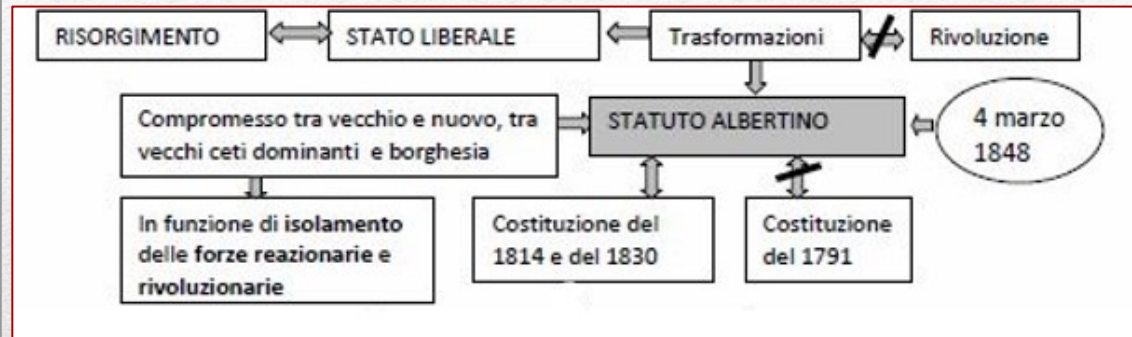 RISORGIMENTO
STATO LIBERALE
Trasformazioni
Rivoluzione
Compromesso tra vecchio e nuovo, tra
vecchi ceti dominanti e borghesia
STATUTO ALBERTINO
4 marzo
1848
In funzione di isolamento
delle forze reazionarie e
rivoluzionarie
Costituzione del
1814 e del 1830
Costituzione
del 1791